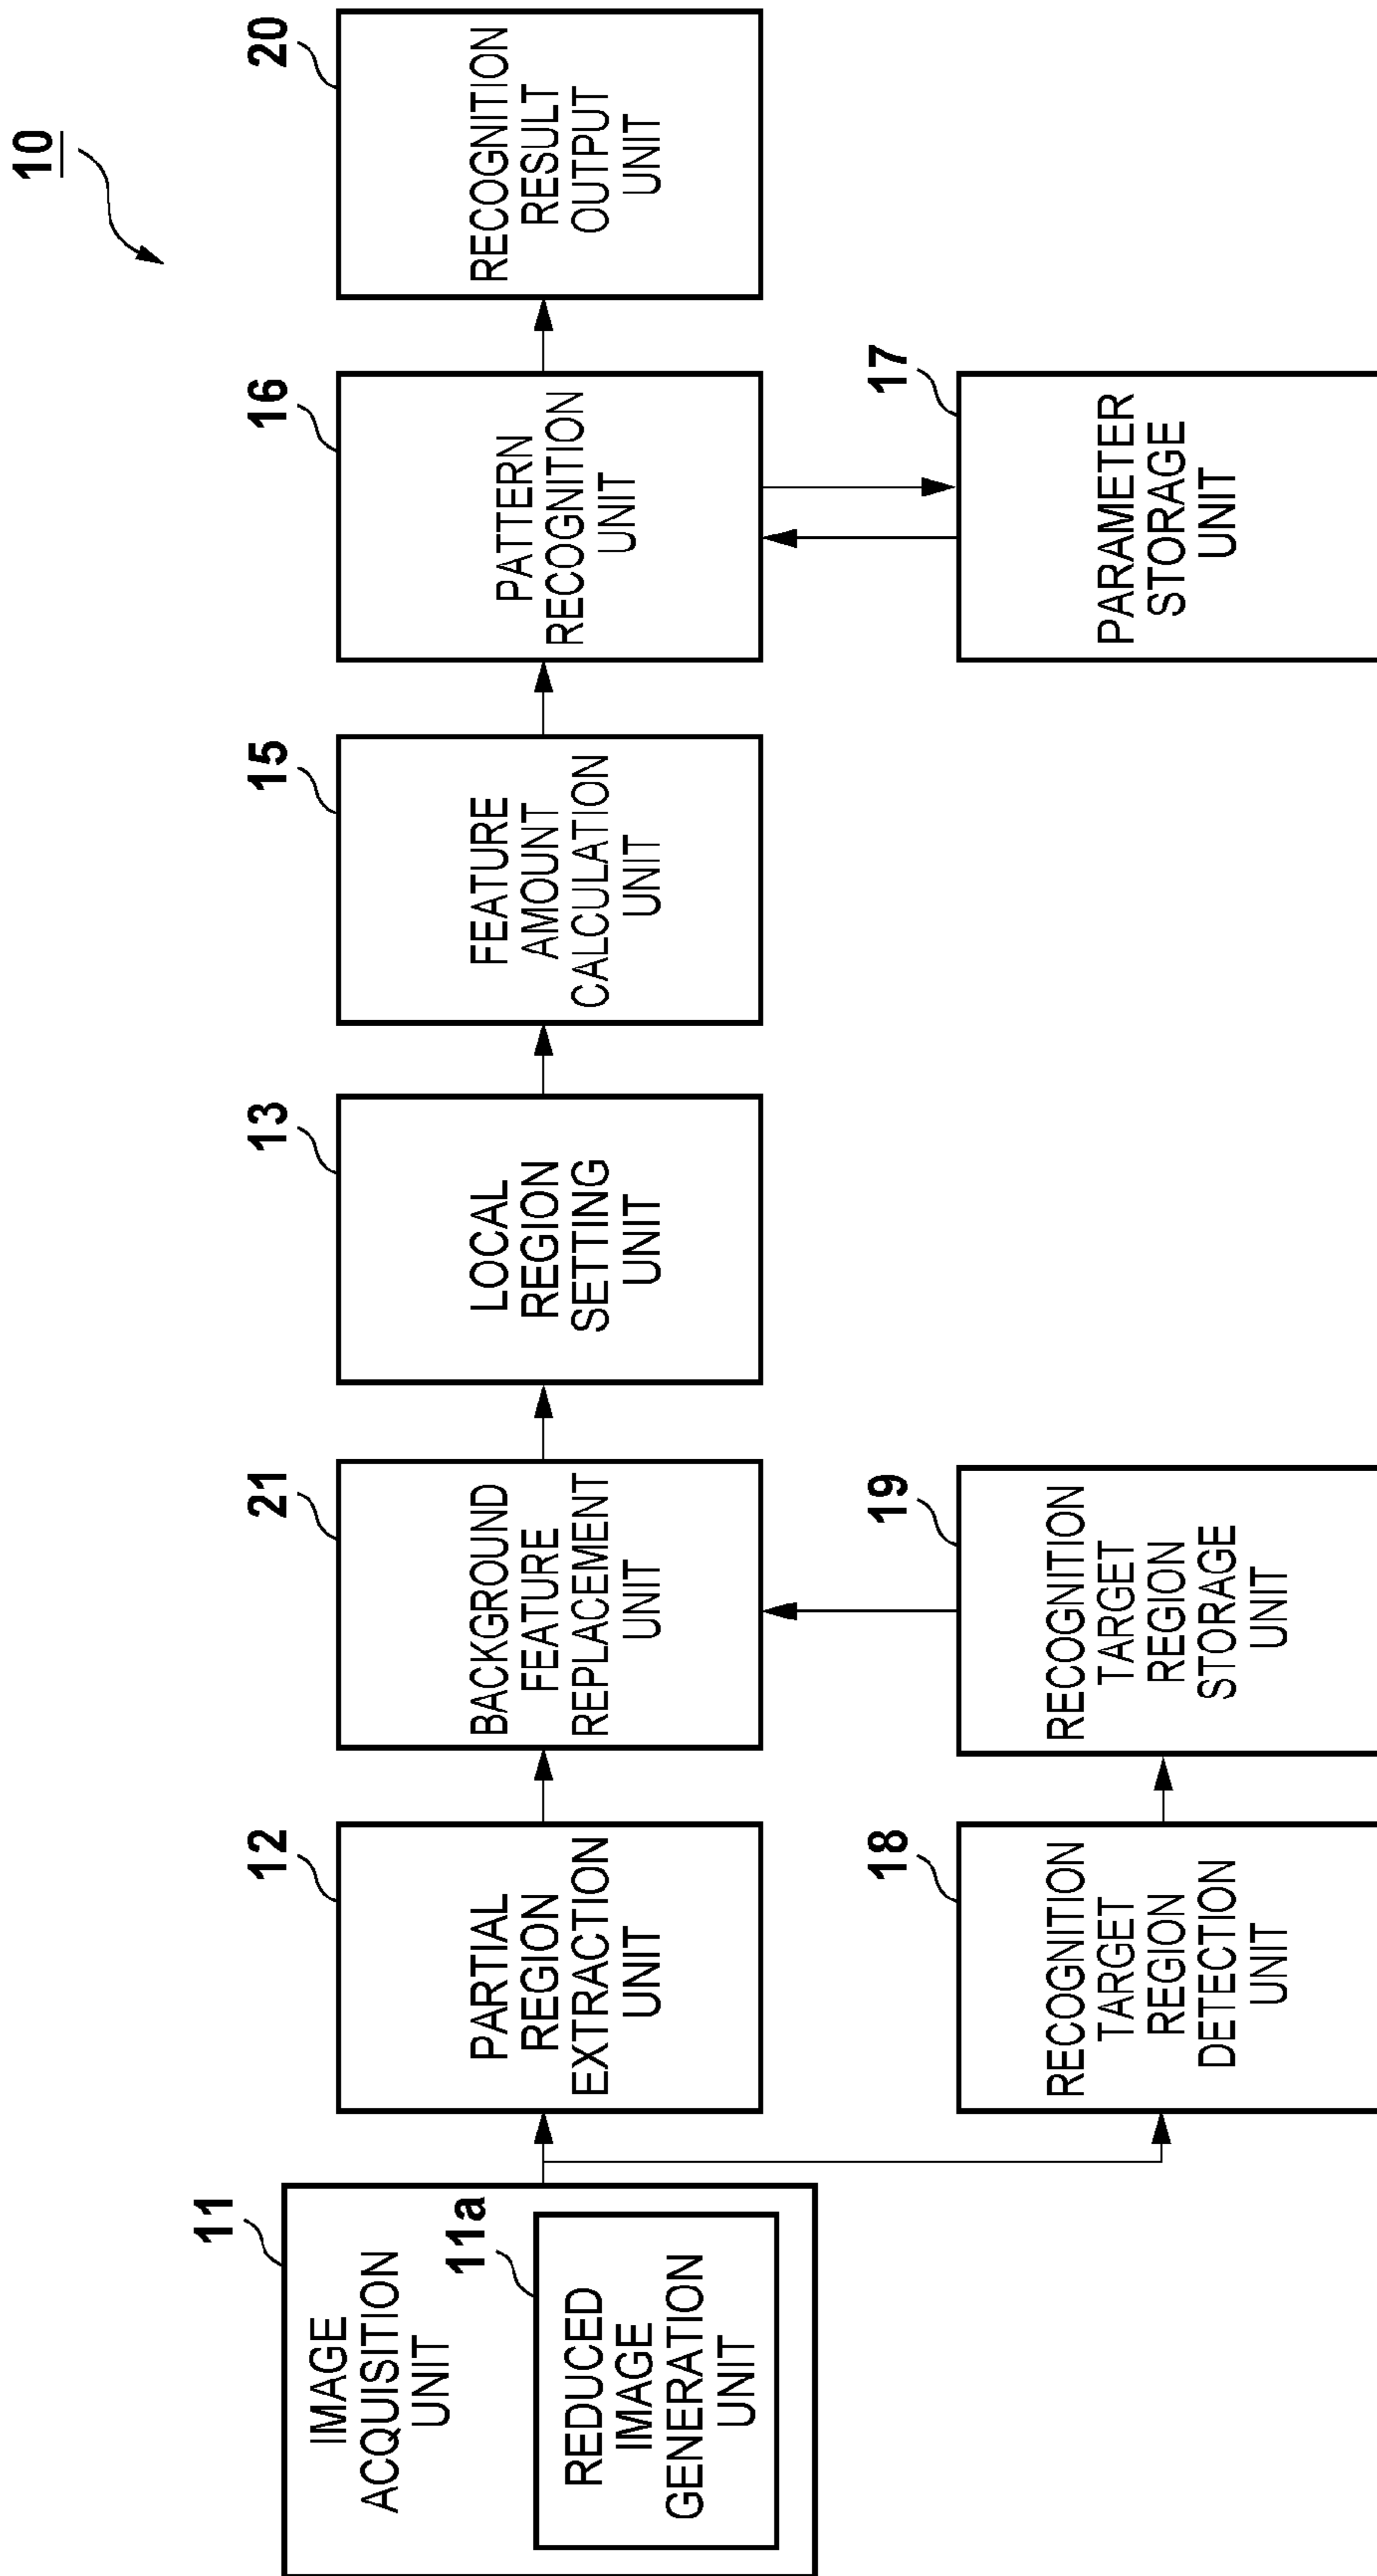 10
11
IMAGE
ACQUISITION
UNIT
11a
REDUCED
IMAGE
GENERATION
UNIT
12
PARTIAL
REGION
EXTRACTION
UNIT
21
BACKGROUND
FEATURE
REPLACEMENT
UNIT
13
LOCAL
REGION
SETTING
UNIT
15
FEATURE
AMOUNT
CALCULATION
UNIT
16
PATTERN
RECOGNITION
UNIT
20
RECOGNITION
RESULT
OUTPUT
UNIT
18
RECOGNITION
TARGET
REGION
DETECTION
UNIT
19
RECOGNITION
TARGET
REGION
STORAGE
UNIT
17
PARAMETER
STORAGE
UNIT